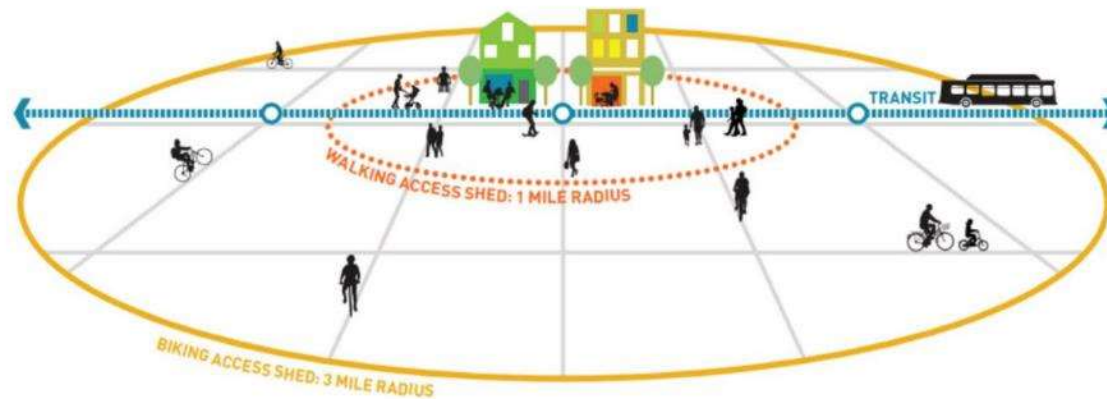 TRANSIT
WALKING ACCESS SHED: 1 MILE RADIUS
BIKING ACCESS SHED: 3 MILE RADIUS